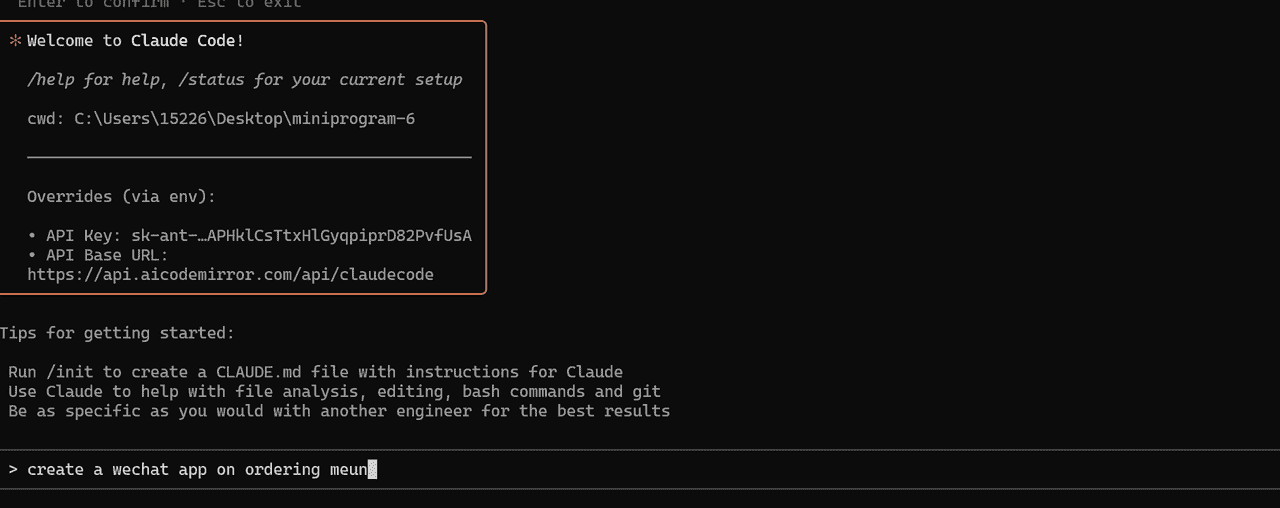 Enter to confirm · Esc to exit
* Welcome to Claude Code!
/help for help, /status for your current setup
cwd: C:\Users\15226\Desktop\miniprogram-6
Overrides (via env):
• API Key: sk-ant-…APHklCsTtxHlGyqpiprD82PvfUsA
• API Base URL:
https://api.aicodemirror.com/api/claudecode
Tips for getting started:
Run /init to create a CLAUDE.md file with instructions for Claude
Use Claude to help with file analysis, editing, bash commands and git
Be as specific as you would with another engineer for the best results
> create a wechat app on ordering meun